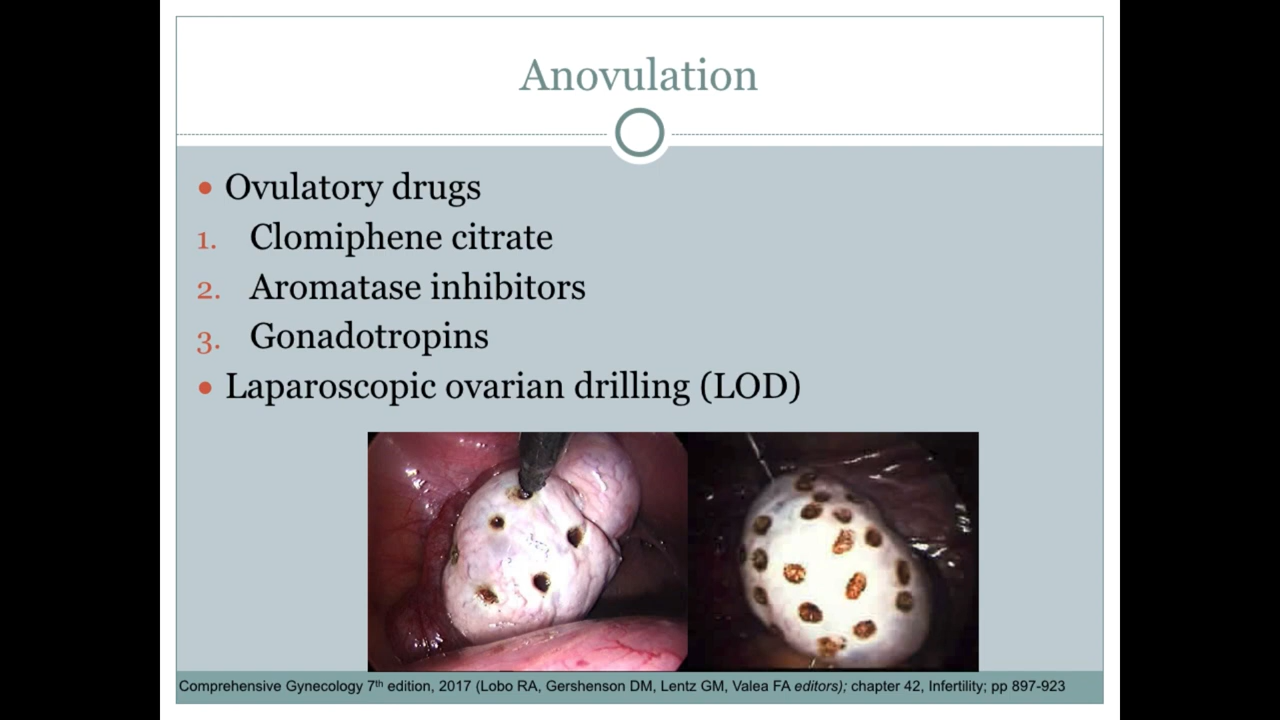 Anovulation
• Ovulatory drugs
1. Clomiphene citrate
2. Aromatase inhibitors
3. Gonadotropins
• Laparoscopic ovarian drilling (LOD)
Comprehensive Gynecology 7th edition, 2017 (Lobo RA, Gershenson DM, Lentz GM, Valea FA editors); chapter 42, Infertility; pp 897-923